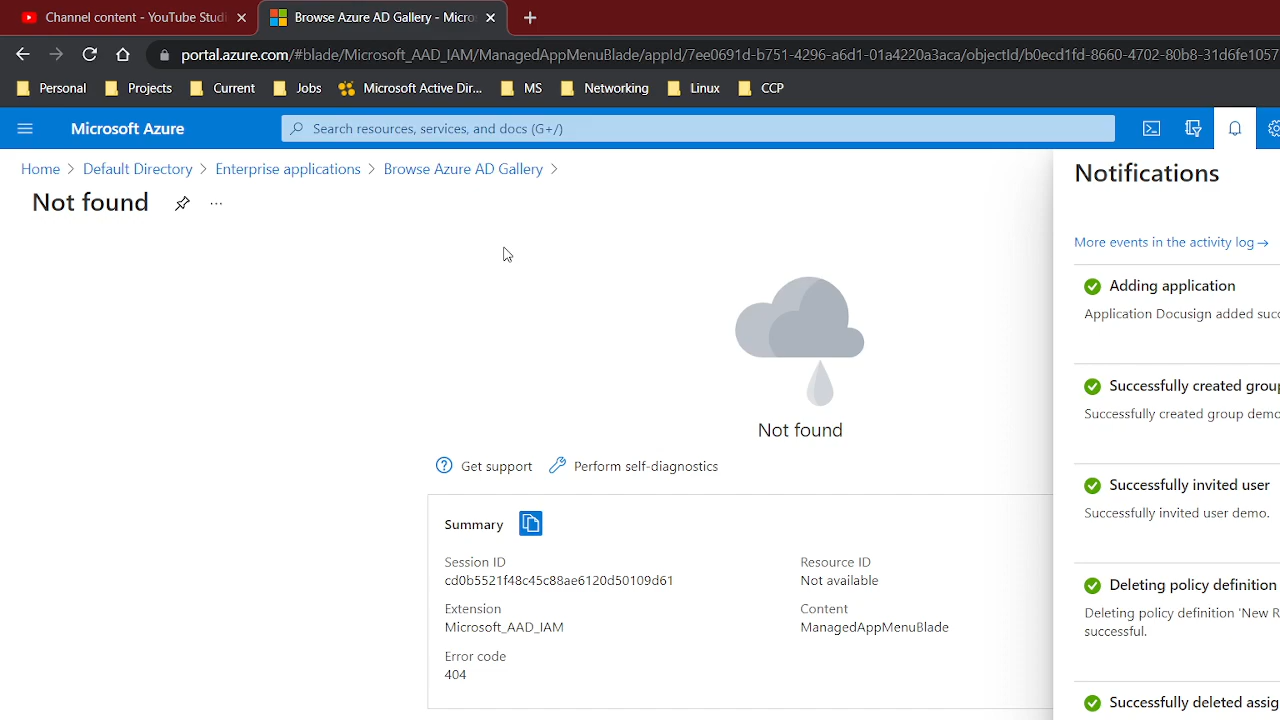 Channel content - YouTube Studi
Browse Azure AD Gallery - Micro
portal.azure.com/#blade/Microsoft_AAD_IAM/ManagedAppMenuBlade/appId/7ee0691d-b751-4296-a6d1-01a4220a3aca/objectId/b0ecd1fd-8660-4702-80b8-31d6fe1057
Personal Projects Current Jobs Microsoft Active Dir... MS Networking Linux CCP
Microsoft Azure
Search resources, services, and docs (G+/)
Home > Default Directory > Enterprise applications > Browse Azure AD Gallery >
Not found ...
Not found
Get support Perform self-diagnostics
Summary
Session ID
cd0b5521f48c45c88ae6120d50109d61
Resource ID
Not available
Extension
Microsoft_AAD_IAM
Content
ManagedAppMenuBlade
Error code
404
Notifications
More events in the activity log →
Adding application
Application Docusign added succ
Successfully created group
Successfully created group demo
Successfully invited user
Successfully invited user demo.
Deleting policy definition
Deleting policy definition 'New R
successful.
Successfully deleted assig